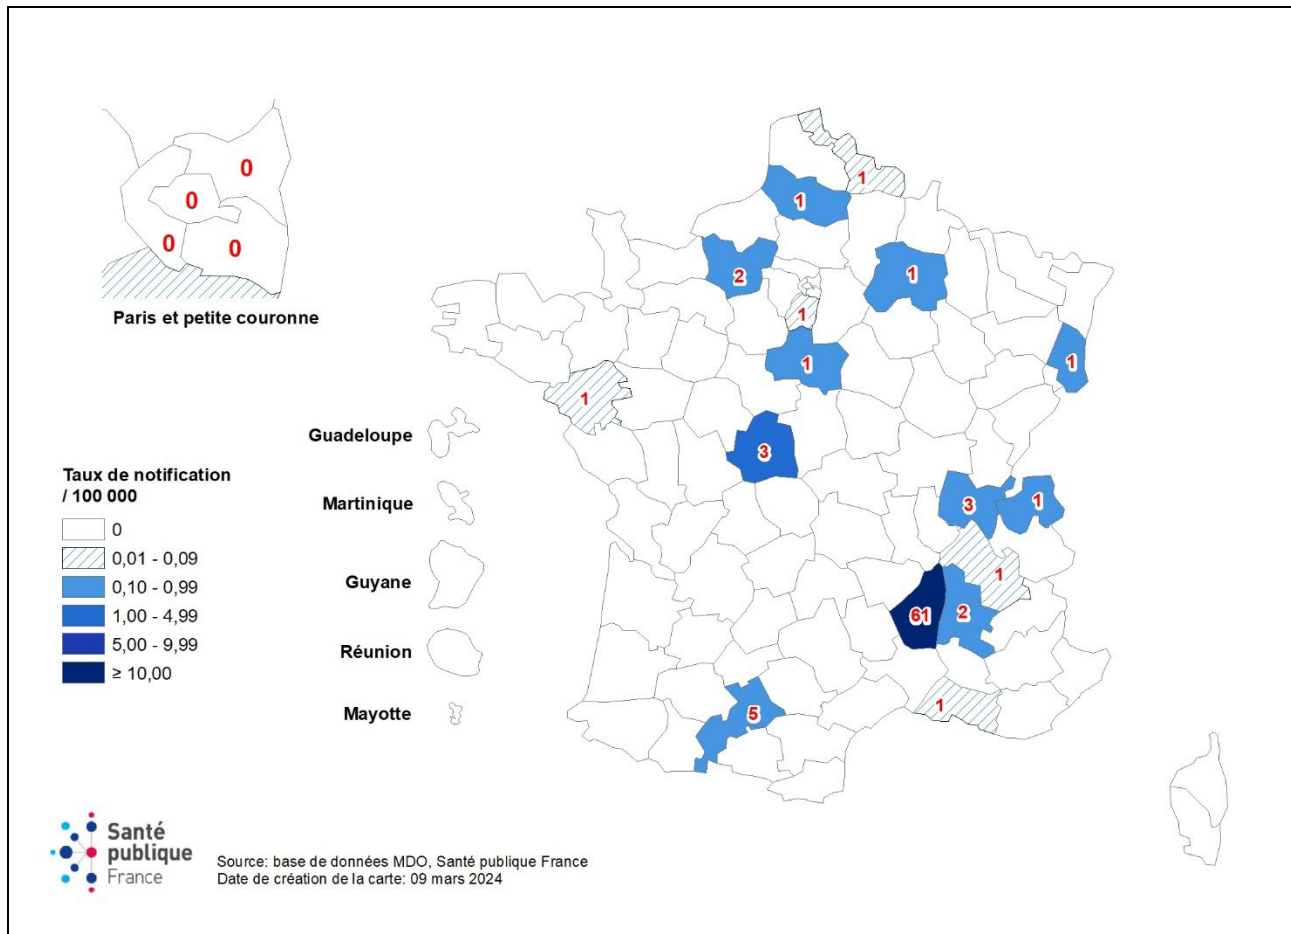 0
0
0
0
Paris et petite couronne
Guadeloupe
Martinique
Guyane
Réunion
Mayotte
Taux de notification
/ 100 000
0
0,01 - 0,09
0,10 - 0,99
1,00 - 4,99
5,00 - 9,99
≥ 10,00
1
1
2
1
1
1
1
1
3
3
1
1
61
2
1
5
Santé
publique
France
Source: base de données MDO, Santé publique France
Date de création de la carte: 09 mars 2024